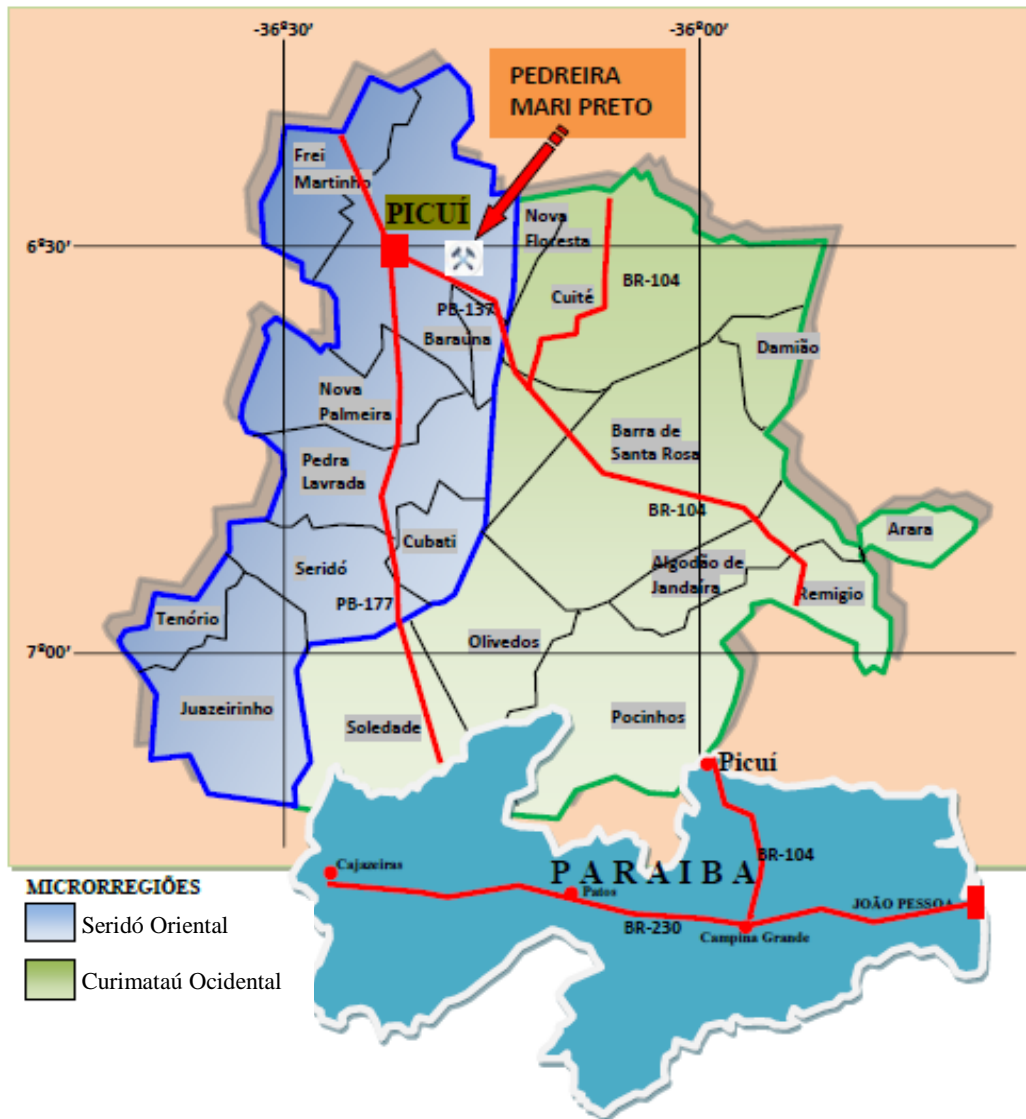 -36º30'
-36º00'
PEDREIRA
MARI PRETO
Frei
Martinho
PICUÍ
Nova
Floresta
6º30'
BR-104
Cuité
PB-137
Baraúna
Damião
Nova
Palmeira
Barra de
Santa Rosa
Pedra
Lavrada
BR-104
Arara
Cubati
Algodão de
Jandaíra
Seridó
Remigio
PB-177
Tenório
Olivedos
7º00'
Juazeirinho
Pocinhos
Soledade
Picuí
Cajazeiras
PARAIBA
BR-104
Patos
JOÃO PESSOA
BR-230
Campina Grande
MICRORREGIÕES
Seridó Oriental
Curimataú Ocidental